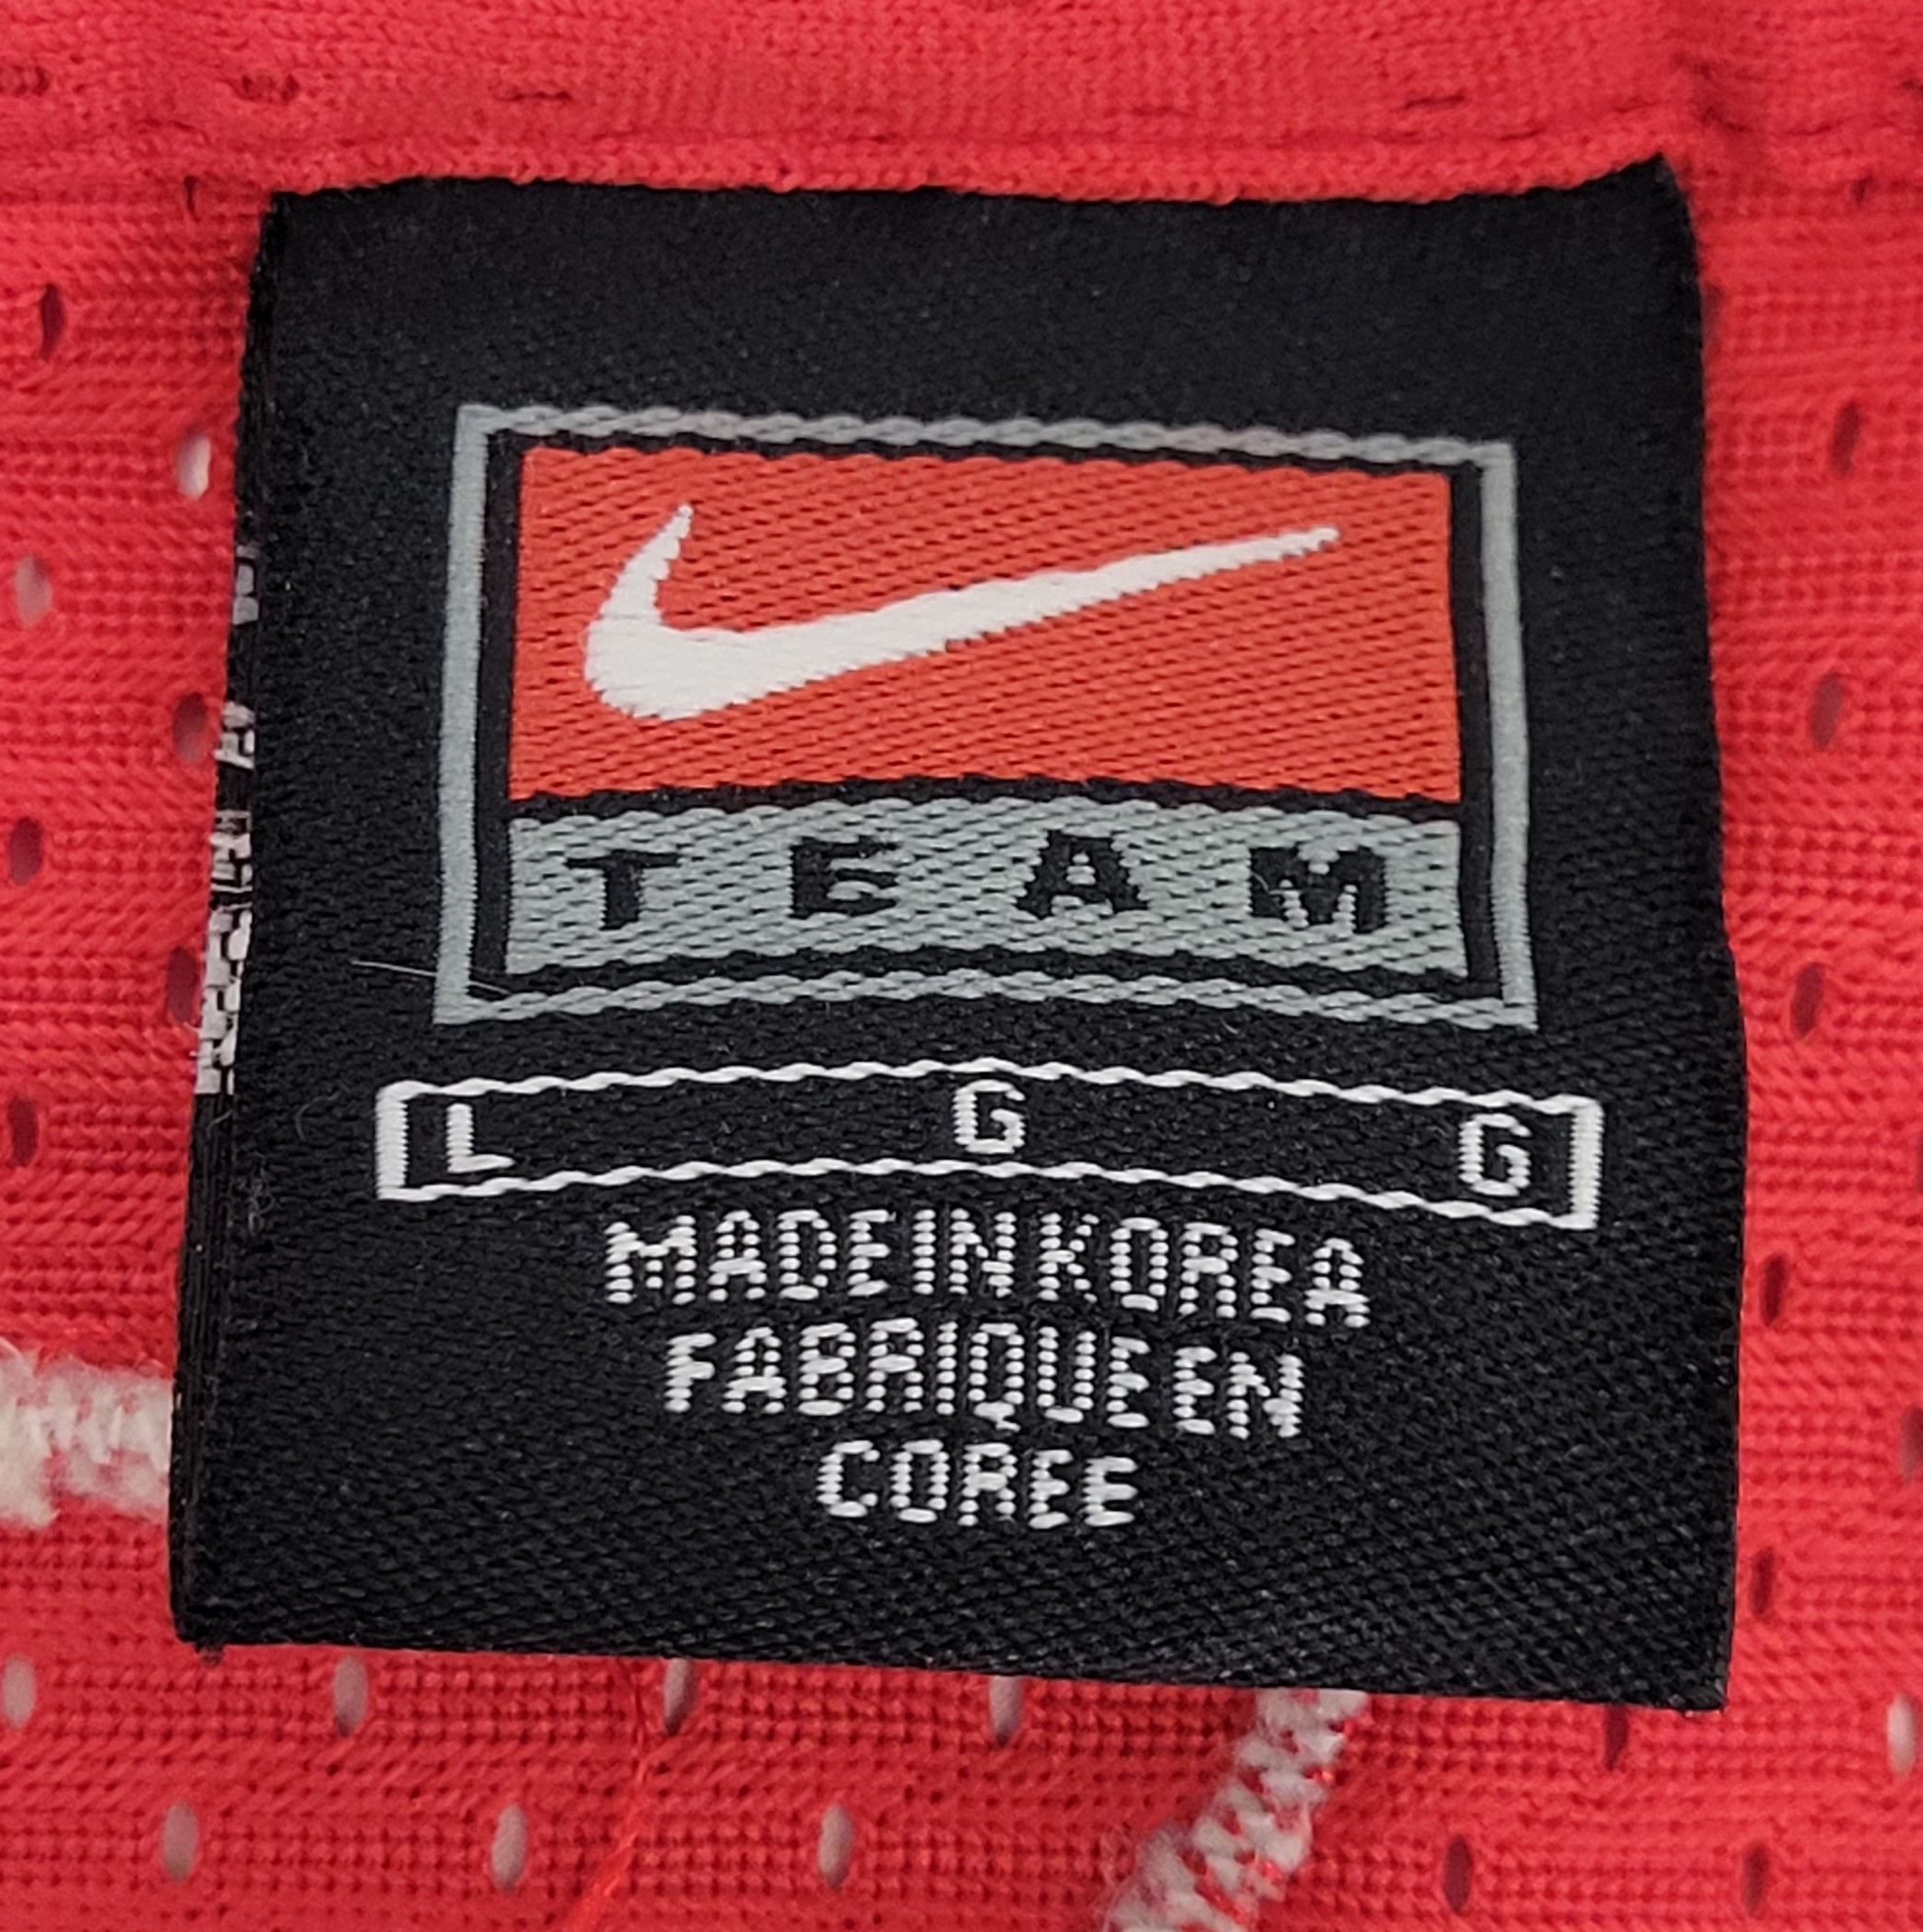 TEAM
L G G
MADE IN KOREA
FABRIQUE EN
COREE